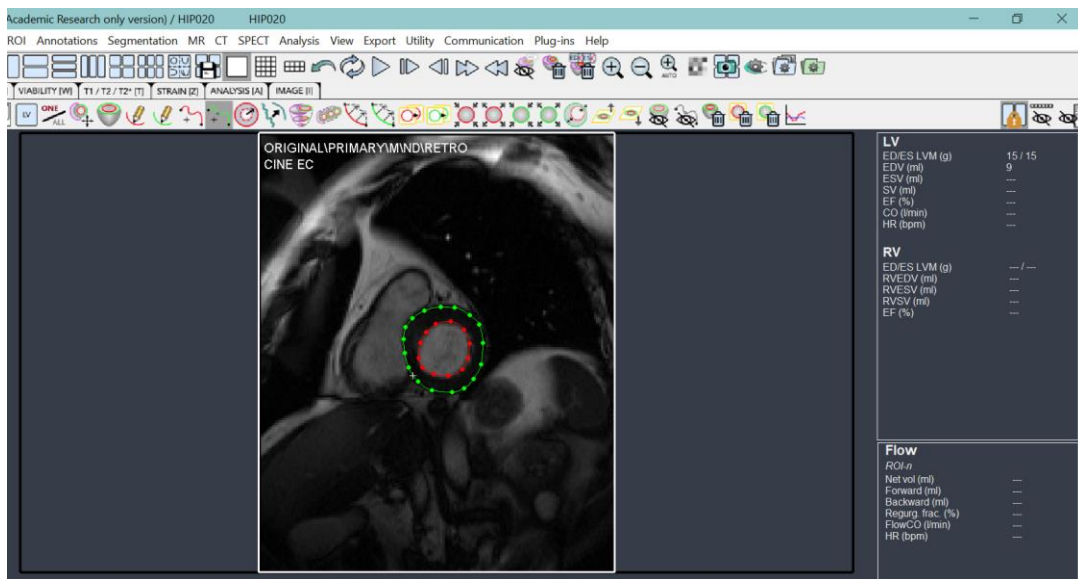 Academic Research only version) / HIP020 HIP020
ROI Annotations Segmentation MR CT SPECT Analysis View Export Utility Communication Plug-ins Help
AUTO
VIABILITY [W] T1 / T2 / T2* [T] STRAIN [Z] ANALYSIS [A] IMAGE [I]
LV ONE ALL
ORIGINAL\PRIMARY\M\ND\RETRO
CINE EC
LV
ED/ES LVM (g) 15 / 15
EDV (ml) 9
ESV (ml) ---
SV (ml) ---
EF (%) ---
CO (l/min) ---
HR (bpm) ---
RV
ED/ES LVM (g) --- / ---
RVEDV (ml) ---
RVESV (ml) ---
RVSV (ml) ---
EF (%) ---
Flow
ROI-n
Net vol (ml) ---
Forward (ml) ---
Backward (ml) ---
Regurg. frac. (%) ---
FlowCO (l/min) ---
HR (bpm) ---